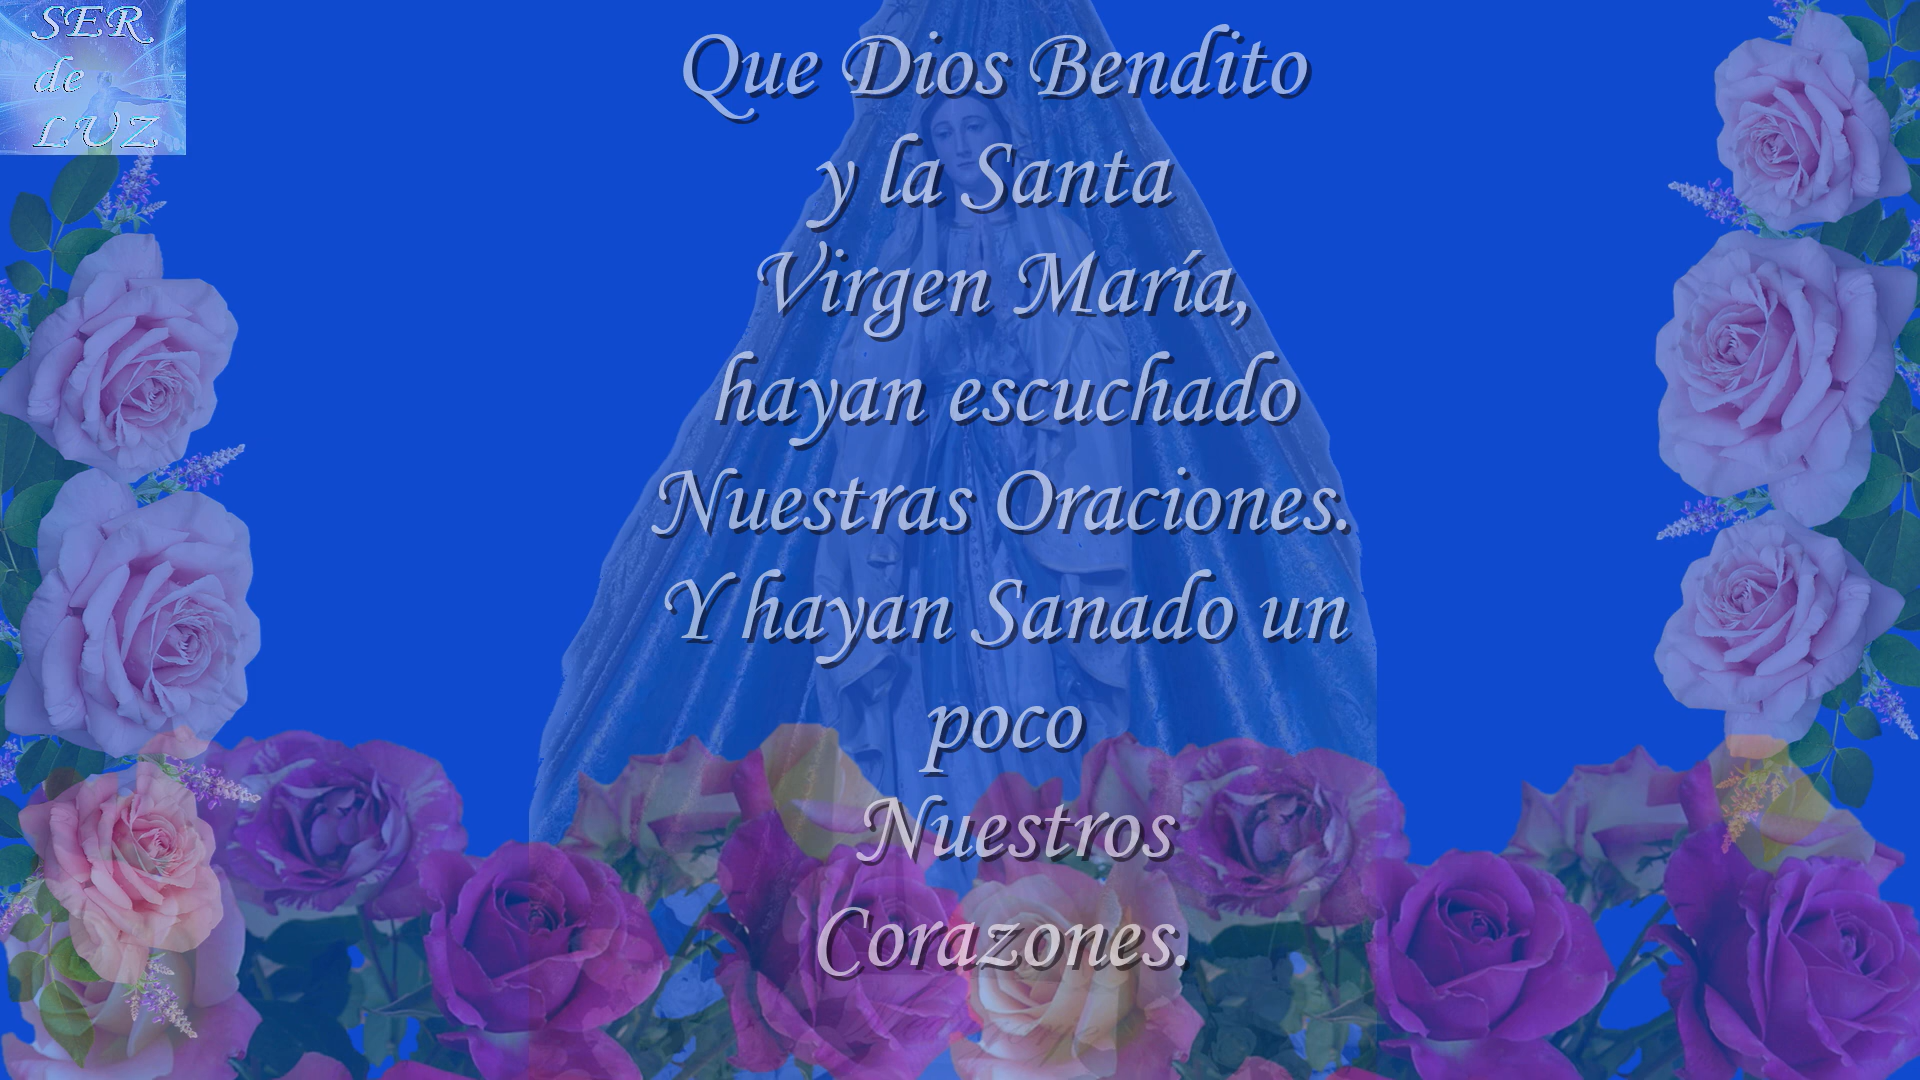 SER
de
LUZ
Que Dios Bendito
y la Santa
Virgen María,
hayan escuchado
Nuestras Oraciones.
Y hayan Sanado un
poco
Nuestros
Corazones.